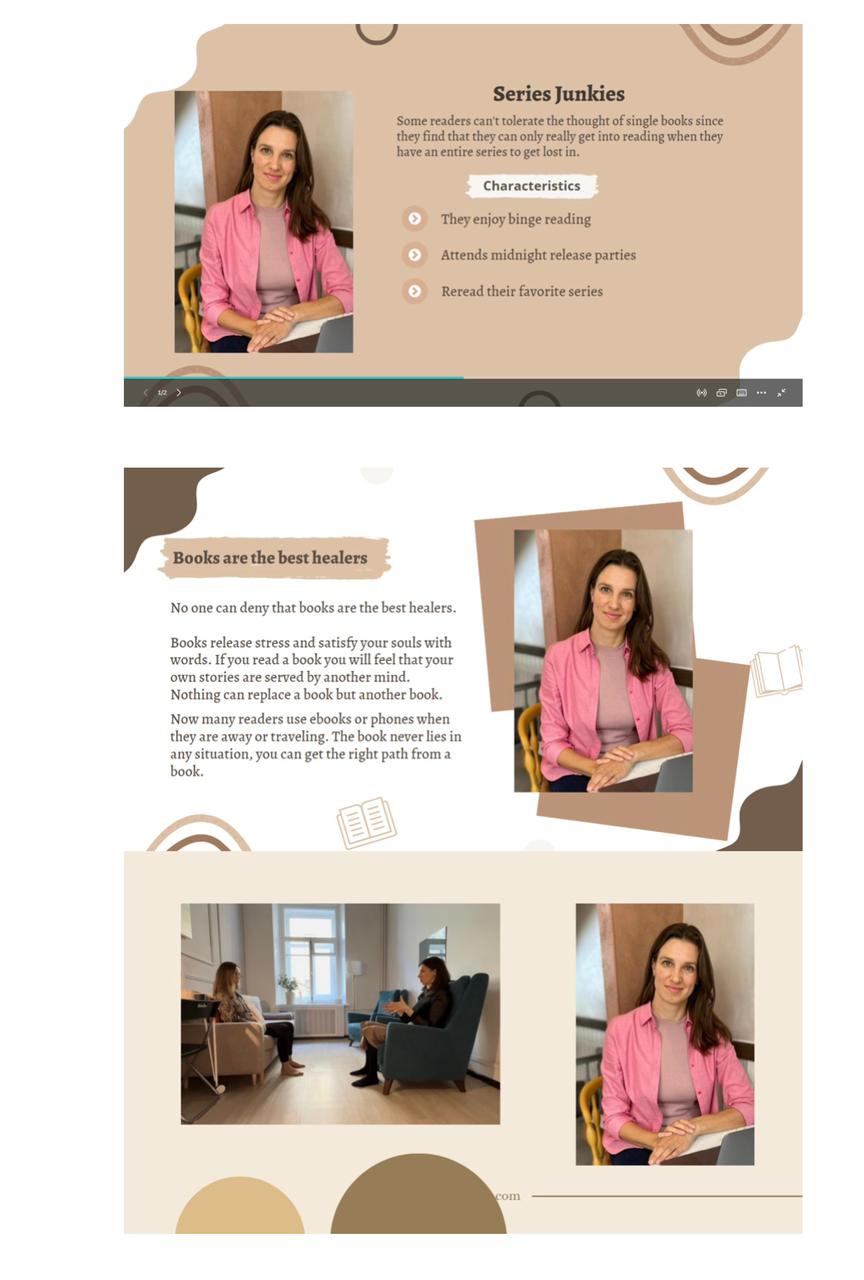 Series Junkies
Some readers can't tolerate the thought of single books since
they find that they can only really get into reading when they
have an entire series to get lost in.
Characteristics
They enjoy binge reading
Attends midnight release parties
Reread their favorite series
1/2
Books are the best healers
No one can deny that books are the best healers.
Books release stress and satisfy your souls with
words. If you read a book you will feel that your
own stories are served by another mind.
Nothing can replace a book but another book.
Now many readers use ebooks or phones when
they are away or traveling. The book never lies in
any situation, you can get the right path from a
book.
com